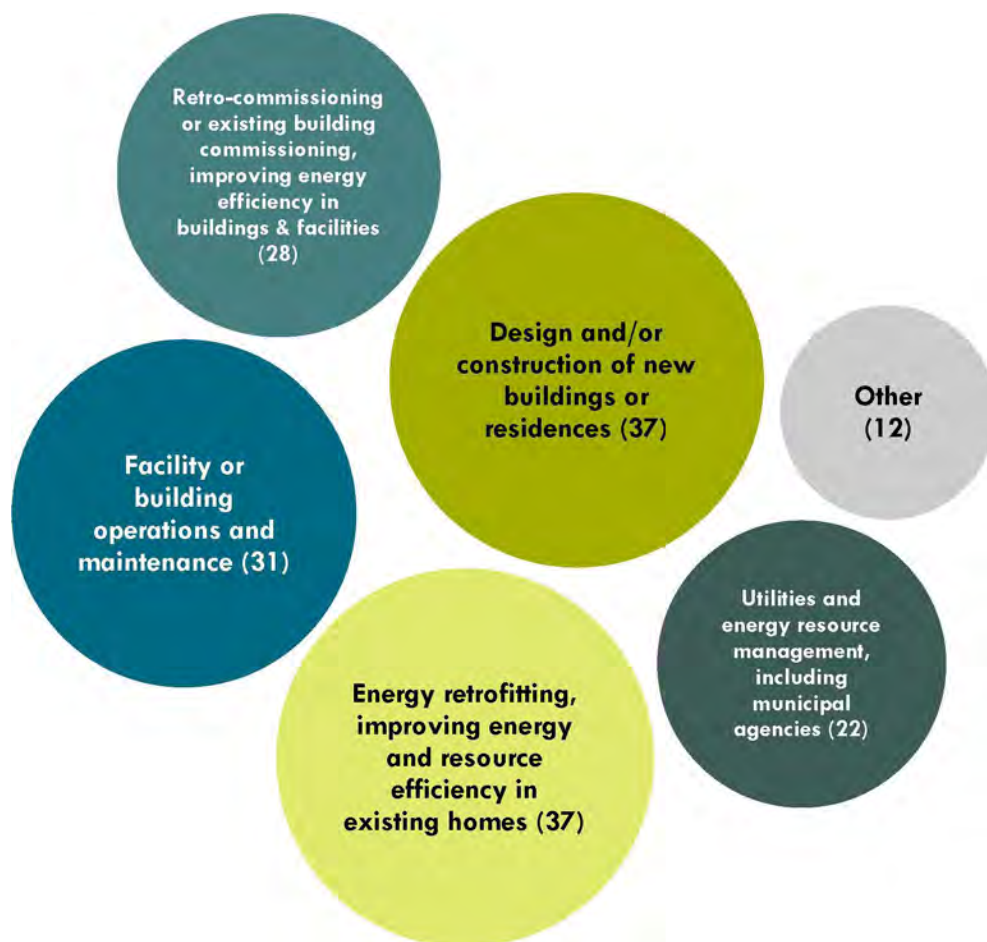 Retro-commissioning
or existing building
commissioning,
improving energy
efficiency in
buildings & facilities
(28)
Design and/or
construction of new
buildings or
residences (37)
Other
(12)
Facility or
building
operations and
maintenance (31)
Utilities and
energy resource
management,
including
municipal
agencies (22)
Energy retrofitting,
improving energy
and resource
efficiency in
existing homes (37)